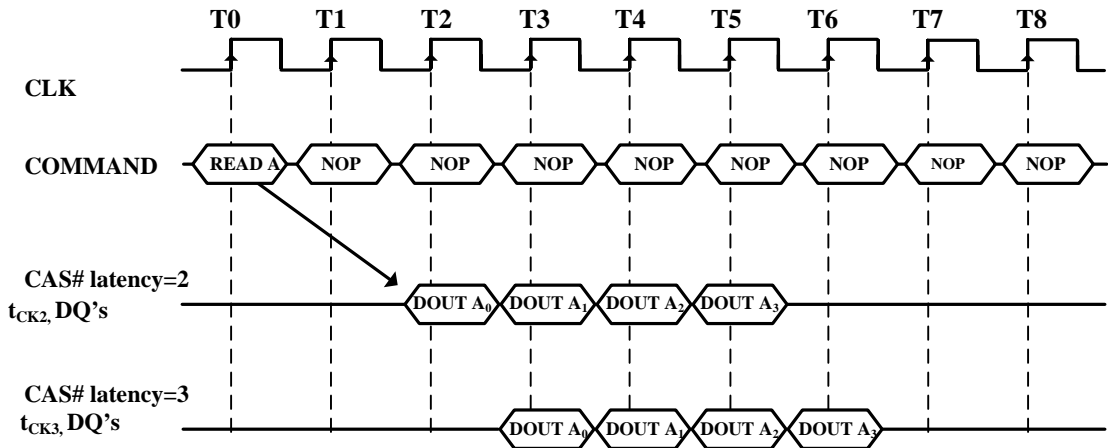 T0 T1 T2 T3 T4 T5 T6 T7 T8
CLK
COMMAND READ A NOP NOP NOP NOP NOP NOP NOP NOP
CAS# latency=2
tCK2, DQ's DOUT A0 DOUT A1 DOUT A2 DOUT A3
CAS# latency=3
tCK3, DQ's DOUT A0 DOUT A1 DOUT A2 DOUT A3